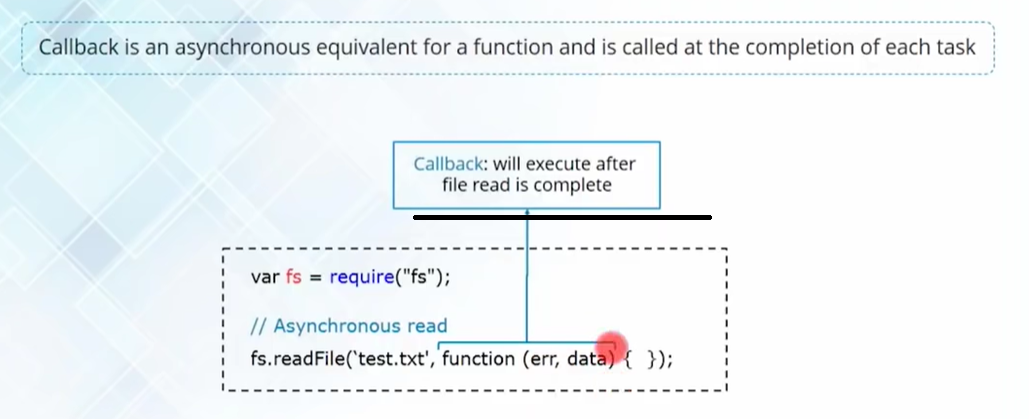 Callback is an asynchronous equivalent for a function and is called at the completion of each task
Callback: will execute after
file read is complete
var fs = require("fs");
// Asynchronous read
fs.readFile('test.txt', function (err, data) { });